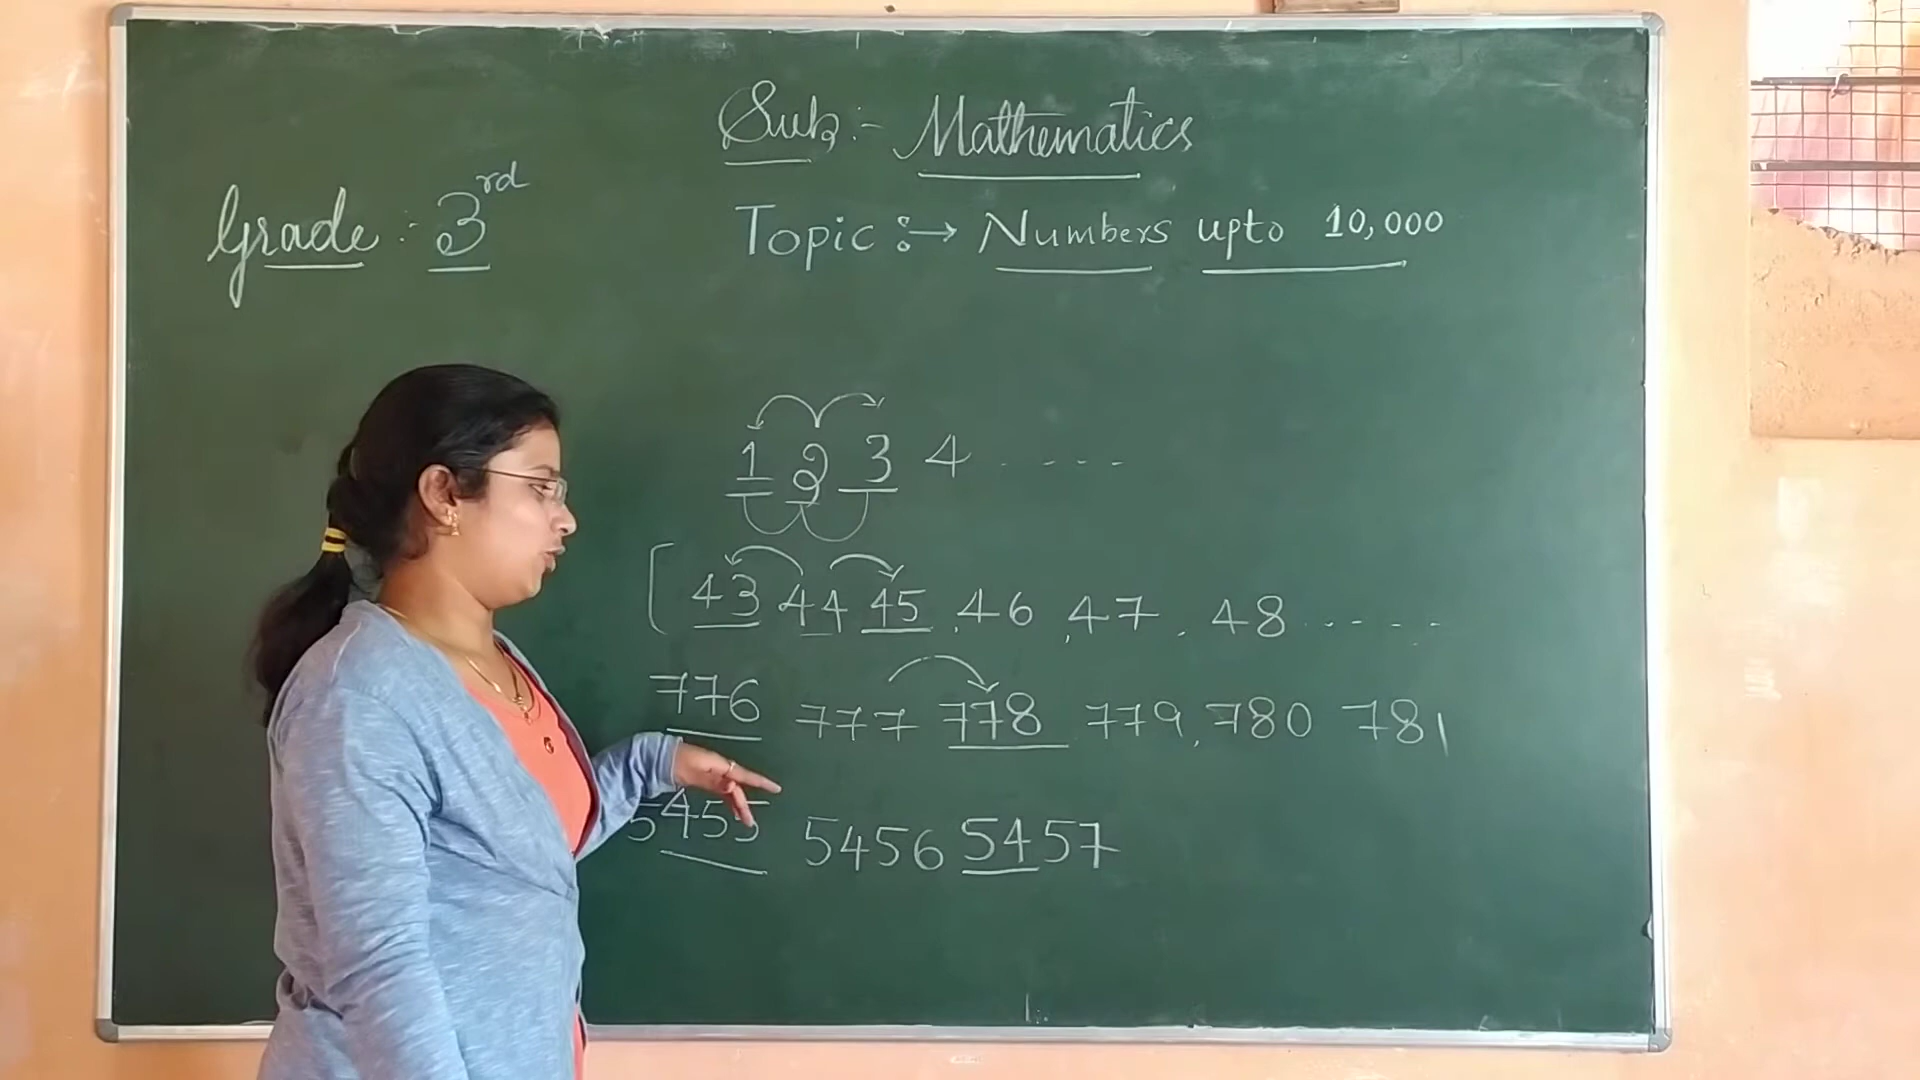 Sub:- Mathematics
Grade :- 3rd
Topic :→ Numbers upto 10,000
1 2 3 4 - - - -
[ 43 44 45 , 46 , 47 , 48 - - - - -
776 777 778 779, 780 781
5455 5456 5457